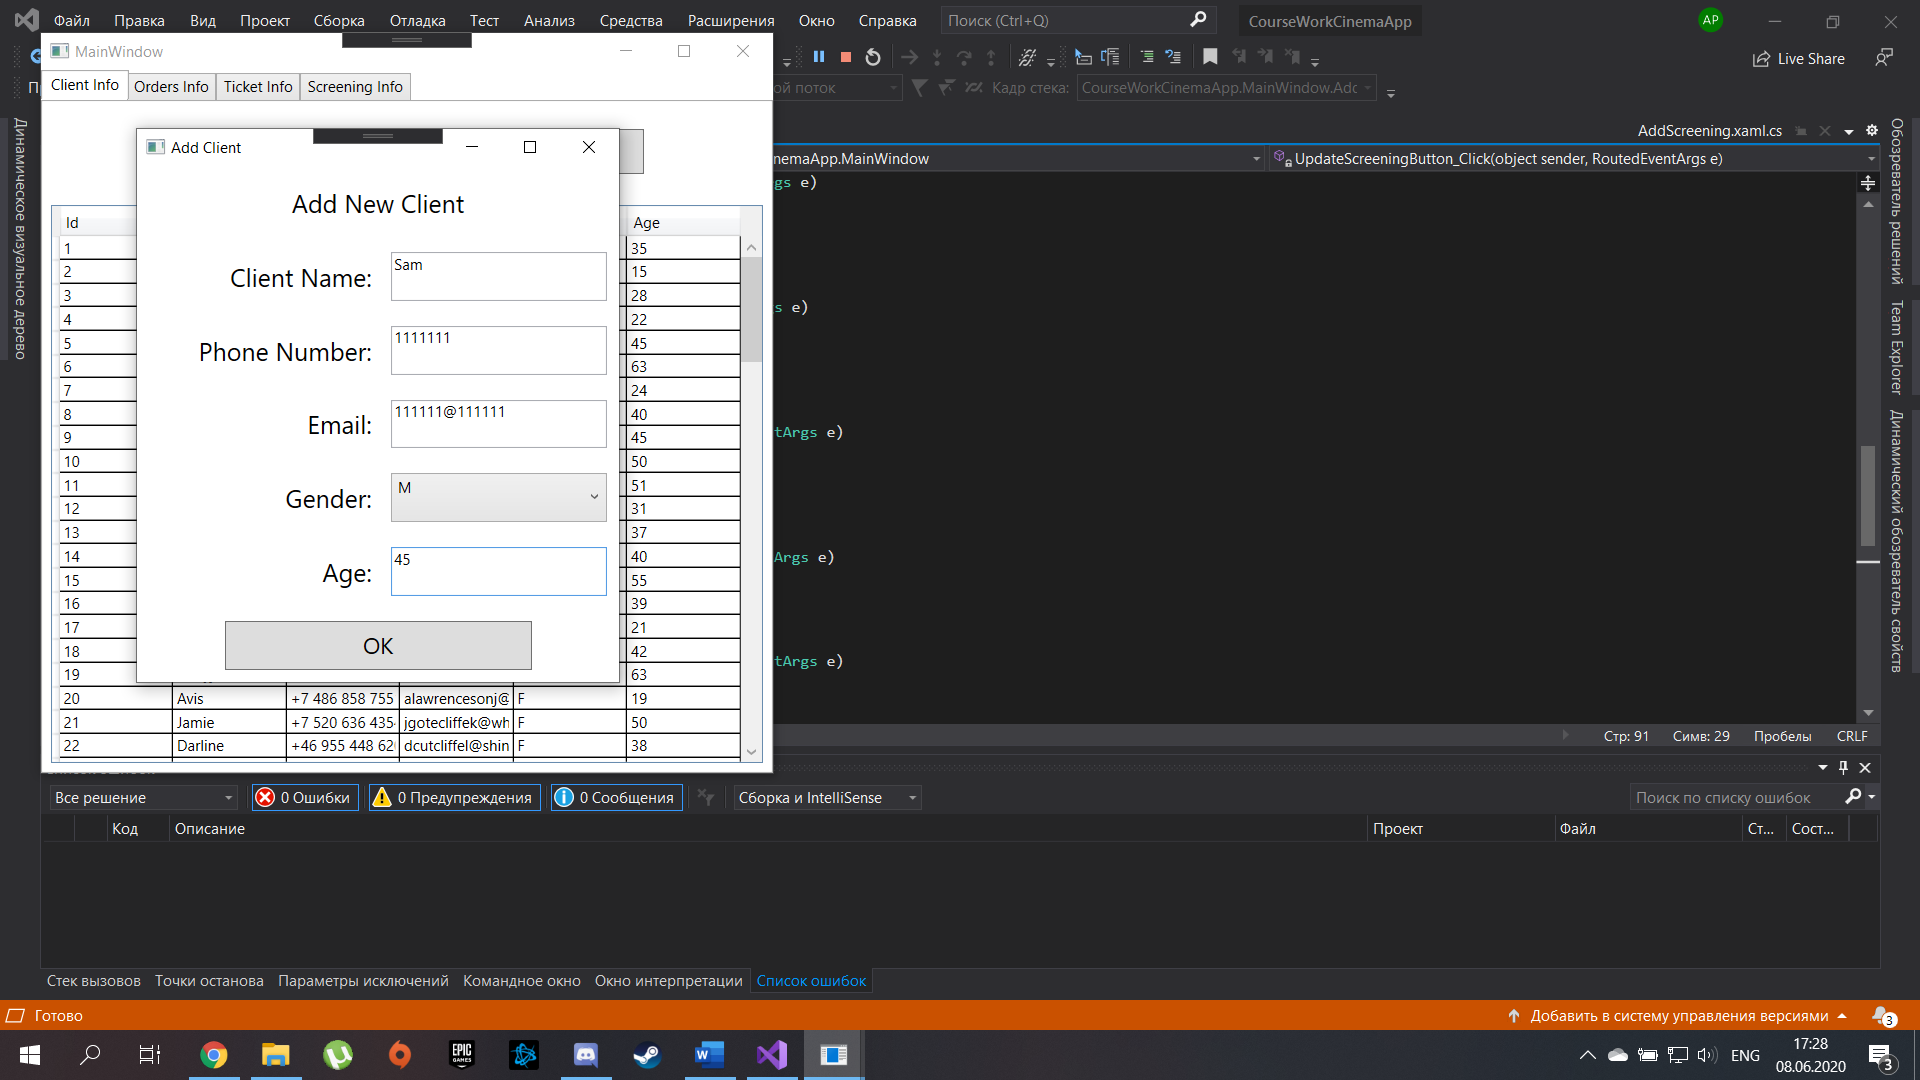 Файл Правка Вид Проект Сборка Отладка Тест Анализ Средства Расширения Окно Справка Поиск (Ctrl+Q) CourseWorkCinemaApp АР
MainWindow
Live Share
Client Info Orders Info Ticket Info Screening Info
Кадр стека: CourseWorkCinemaApp.MainWindow.Adc
AddScreening.xaml.cs
Add Client
nemaApp.MainWindow UpdateScreeningButton_Click(object sender, RoutedEventArgs e)
gs e)
s e)
tArgs e)
Args e)
tArgs e)
Add New Client
Client Name: Sam
Phone Number: 1111111
Email: 111111@111111
Gender: M
Age: 45
OK
Id Age
1 35
2 15
3 28
4 22
5 45
6 63
7 24
8 40
9 45
10 50
11 51
12 31
13 37
14 40
15 55
16 39
17 21
18 42
19 63
20 Avis +7 486 858 755 alawrencesonj@ F 19
21 Jamie +7 520 636 435 jgotecliffek@wh F 50
22 Darline +46 955 448 62 dcutcliffel@shin F 38
Динамическое визуальное дерево
Обозреватель решений
Team Explorer
Динамический обозреватель свойств
Стр: 91 Симв: 29 Пробелы CRLF
Все решение 0 Ошибки 0 Предупреждения 0 Сообщения Сборка и IntelliSense Поиск по списку ошибок
Код Описание Проект Файл Ст... Сост...
Стек вызовов Точки останова Параметры исключений Командное окно Окно интерпретации Список ошибок
Готово Добавить в систему управления версиями 3
EPIC GAMES
ENG
17:28
08.06.2020
3